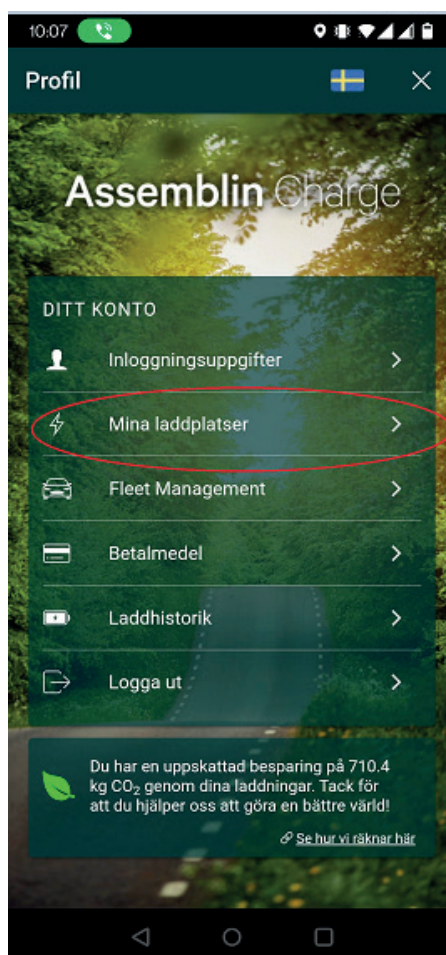 10:07
Profil
Assemblin Charge
DITT KONTO
Inloggningsuppgifter
Mina laddplatser
Fleet Management
Betalmedel
Laddhistorik
Logga ut
Du har en uppskattad besparing på 710.4
kg CO₂ genom dina laddningar. Tack för
att du hjälper oss att göra en bättre värld!
Se hur vi räknar här